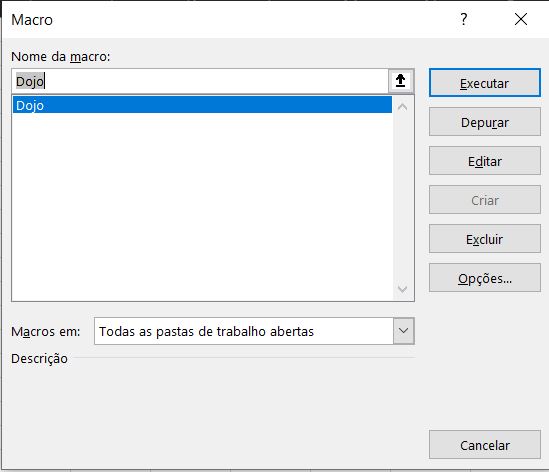 Macro
?
Nome da macro:
Dojo
Dojo
Executar
Depurar
Editar
Criar
Excluir
Opções...
Macros em:
Todas as pastas de trabalho abertas
Descrição
Cancelar